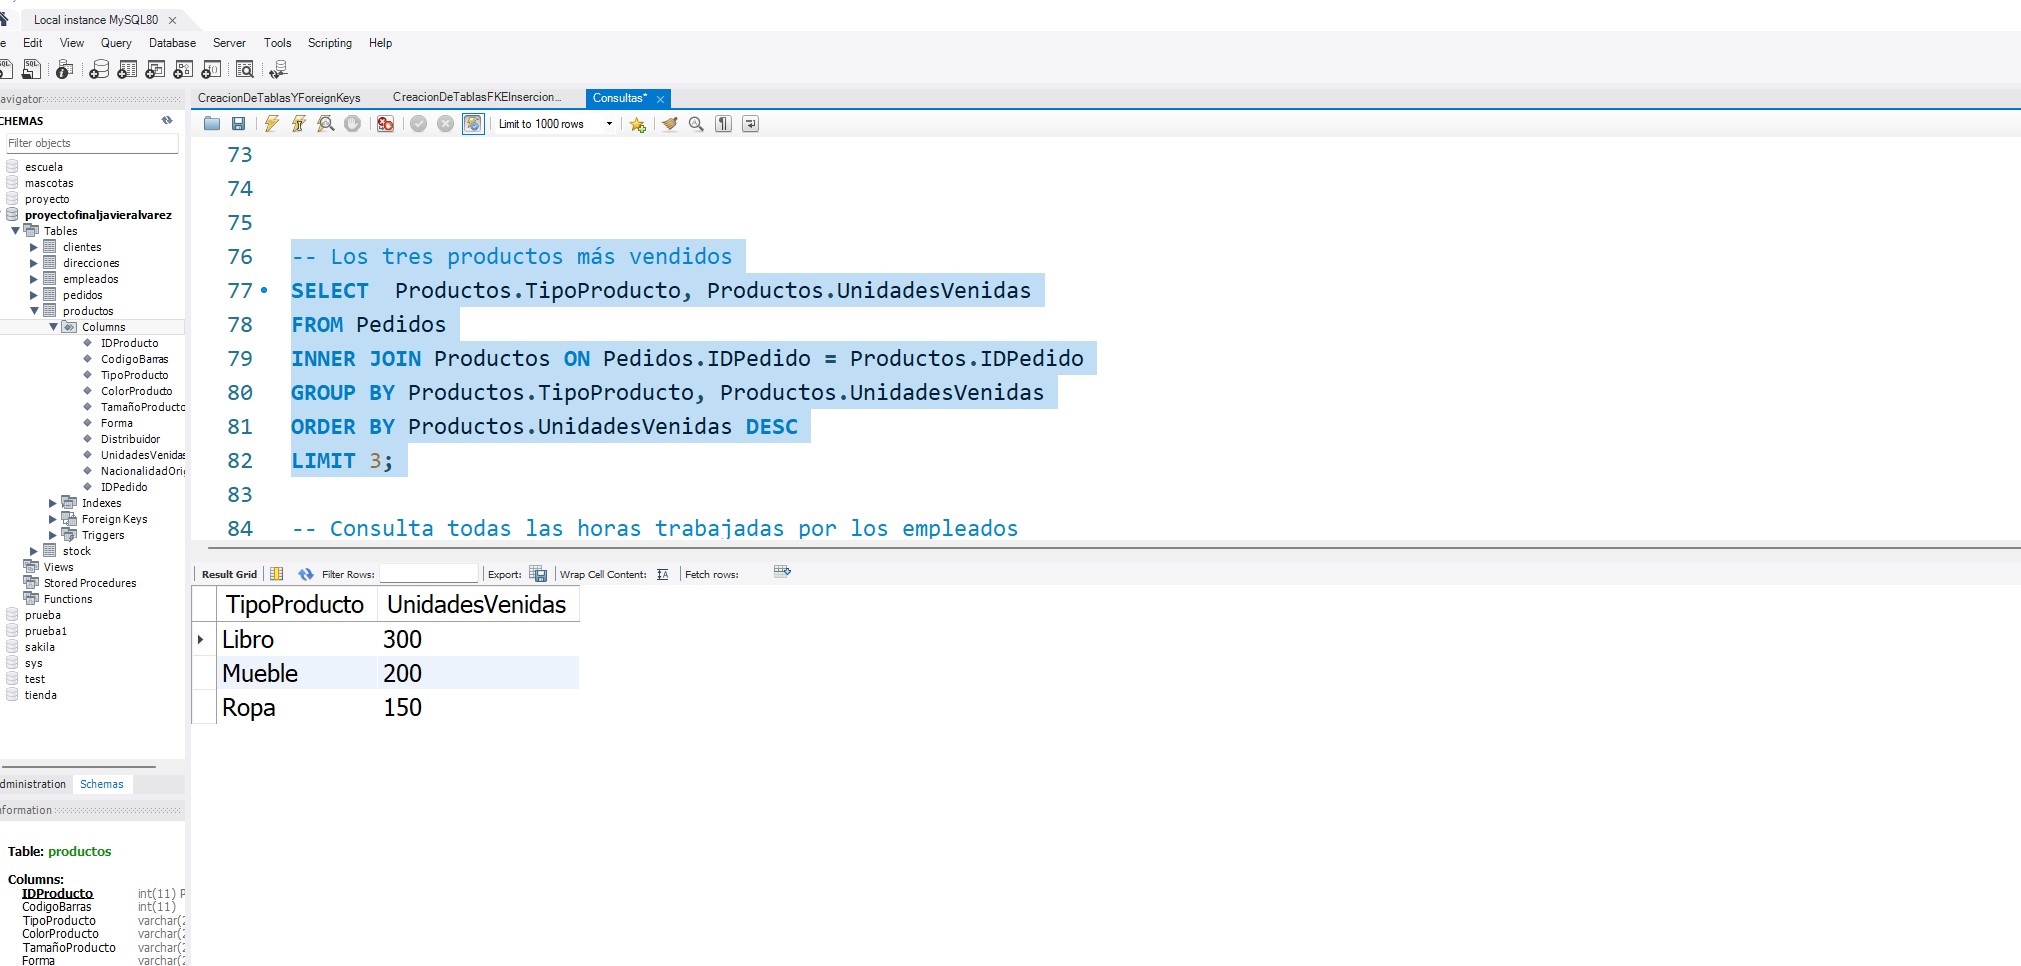 Local instance MySQL80
Edit View Query Database Server Tools Scripting Help
avigator
CreacionDeTablasYForeignKeys CreacionDeTablasFKEInsercion... Consultas*
CHEMAS
Limit to 1000 rows
Filter objects
escuela
mascotas
proyecto
proyectofinaljavieralvarez
Tables
clientes
direcciones
empleados
pedidos
productos
Columns
IDProducto
CodigoBarras
TipoProducto
ColorProducto
TamañoProducto
Forma
Distribuidor
UnidadesVenidas
NacionalidadOri
IDPedido
Indexes
Foreign Keys
Triggers
stock
Views
Stored Procedures
Functions
prueba
prueba1
sakila
sys
test
tienda
dministration Schemas
nformation
Table: productos
Columns:
IDProducto int(11) P
CodigoBarras int(11)
TipoProducto varchar(2
ColorProducto varchar(2
TamañoProducto varchar(2
Forma varchar(2
73
74
75
76 -- Los tres productos más vendidos
77 SELECT Productos.TipoProducto, Productos.UnidadesVenidas
78 FROM Pedidos
79 INNER JOIN Productos ON Pedidos.IDPedido = Productos.IDPedido
80 GROUP BY Productos.TipoProducto, Productos.UnidadesVenidas
81 ORDER BY Productos.UnidadesVenidas DESC
82 LIMIT 3;
83
84 -- Consulta todas las horas trabajadas por los empleados
Result Grid Filter Rows: Export: Wrap Cell Content: Fetch rows:
TipoProducto UnidadesVenidas
Libro 300
Mueble 200
Ropa 150